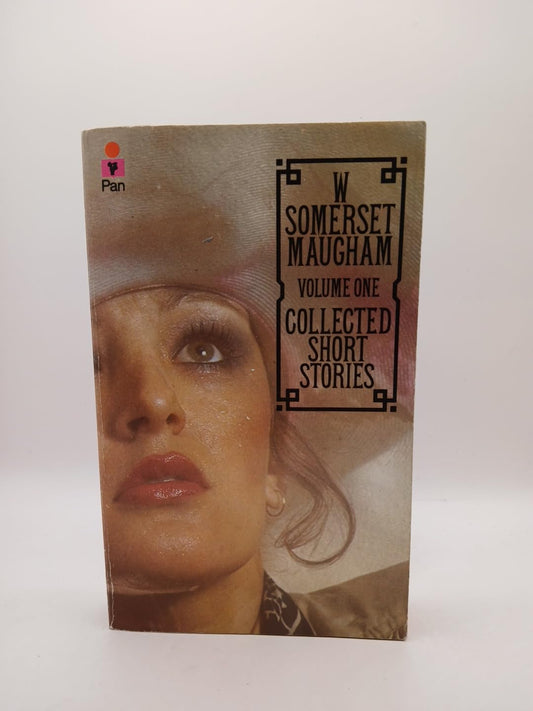 Pan
W
SOMERSET
MAUGHAM
VOLUME ONE
COLLECTED
SHORT
STORIES